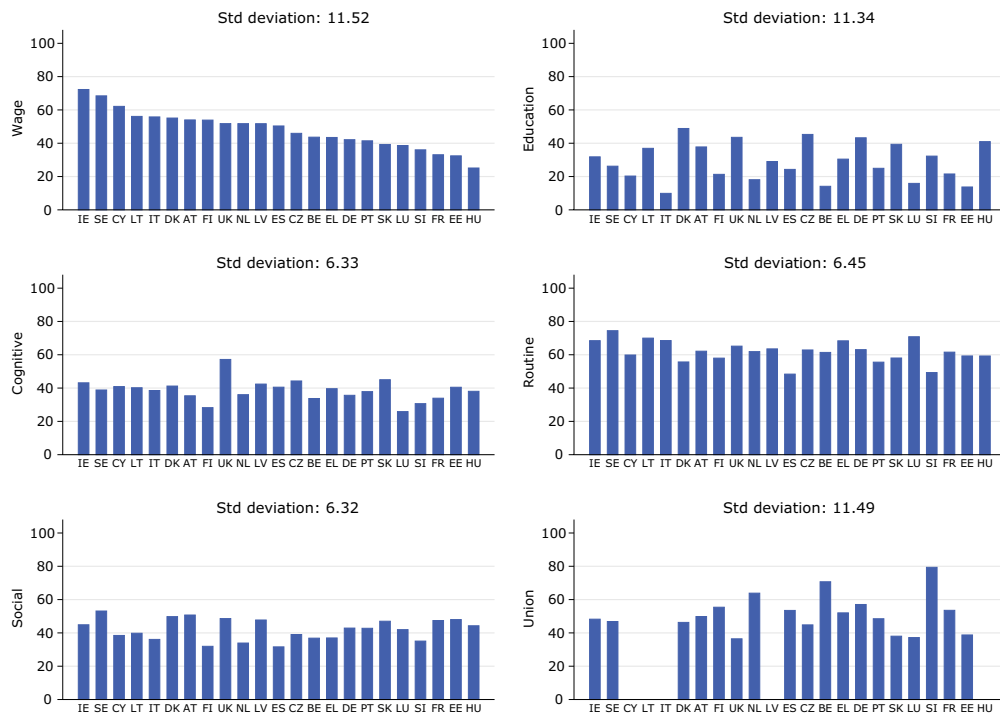 Std deviation: 11.52
Wage
100
80
60
40
20
0
IE SE CY LT IT DK AT FI UK NL LV ES CZ BE EL DE PT SK LU SI FR EE HU
Std deviation: 11.34
Education
100
80
60
40
20
0
IE SE CY LT IT DK AT FI UK NL LV ES CZ BE EL DE PT SK LU SI FR EE HU
Std deviation: 6.33
Cognitive
100
80
60
40
20
0
IE SE CY LT IT DK AT FI UK NL LV ES CZ BE EL DE PT SK LU SI FR EE HU
Std deviation: 6.45
Routine
100
80
60
40
20
0
IE SE CY LT IT DK AT FI UK NL LV ES CZ BE EL DE PT SK LU SI FR EE HU
Std deviation: 6.32
Social
100
80
60
40
20
0
IE SE CY LT IT DK AT FI UK NL LV ES CZ BE EL DE PT SK LU SI FR EE HU
Std deviation: 11.49
Union
100
80
60
40
20
0
IE SE CY LT IT DK AT FI UK NL LV ES CZ BE EL DE PT SK LU SI FR EE HU